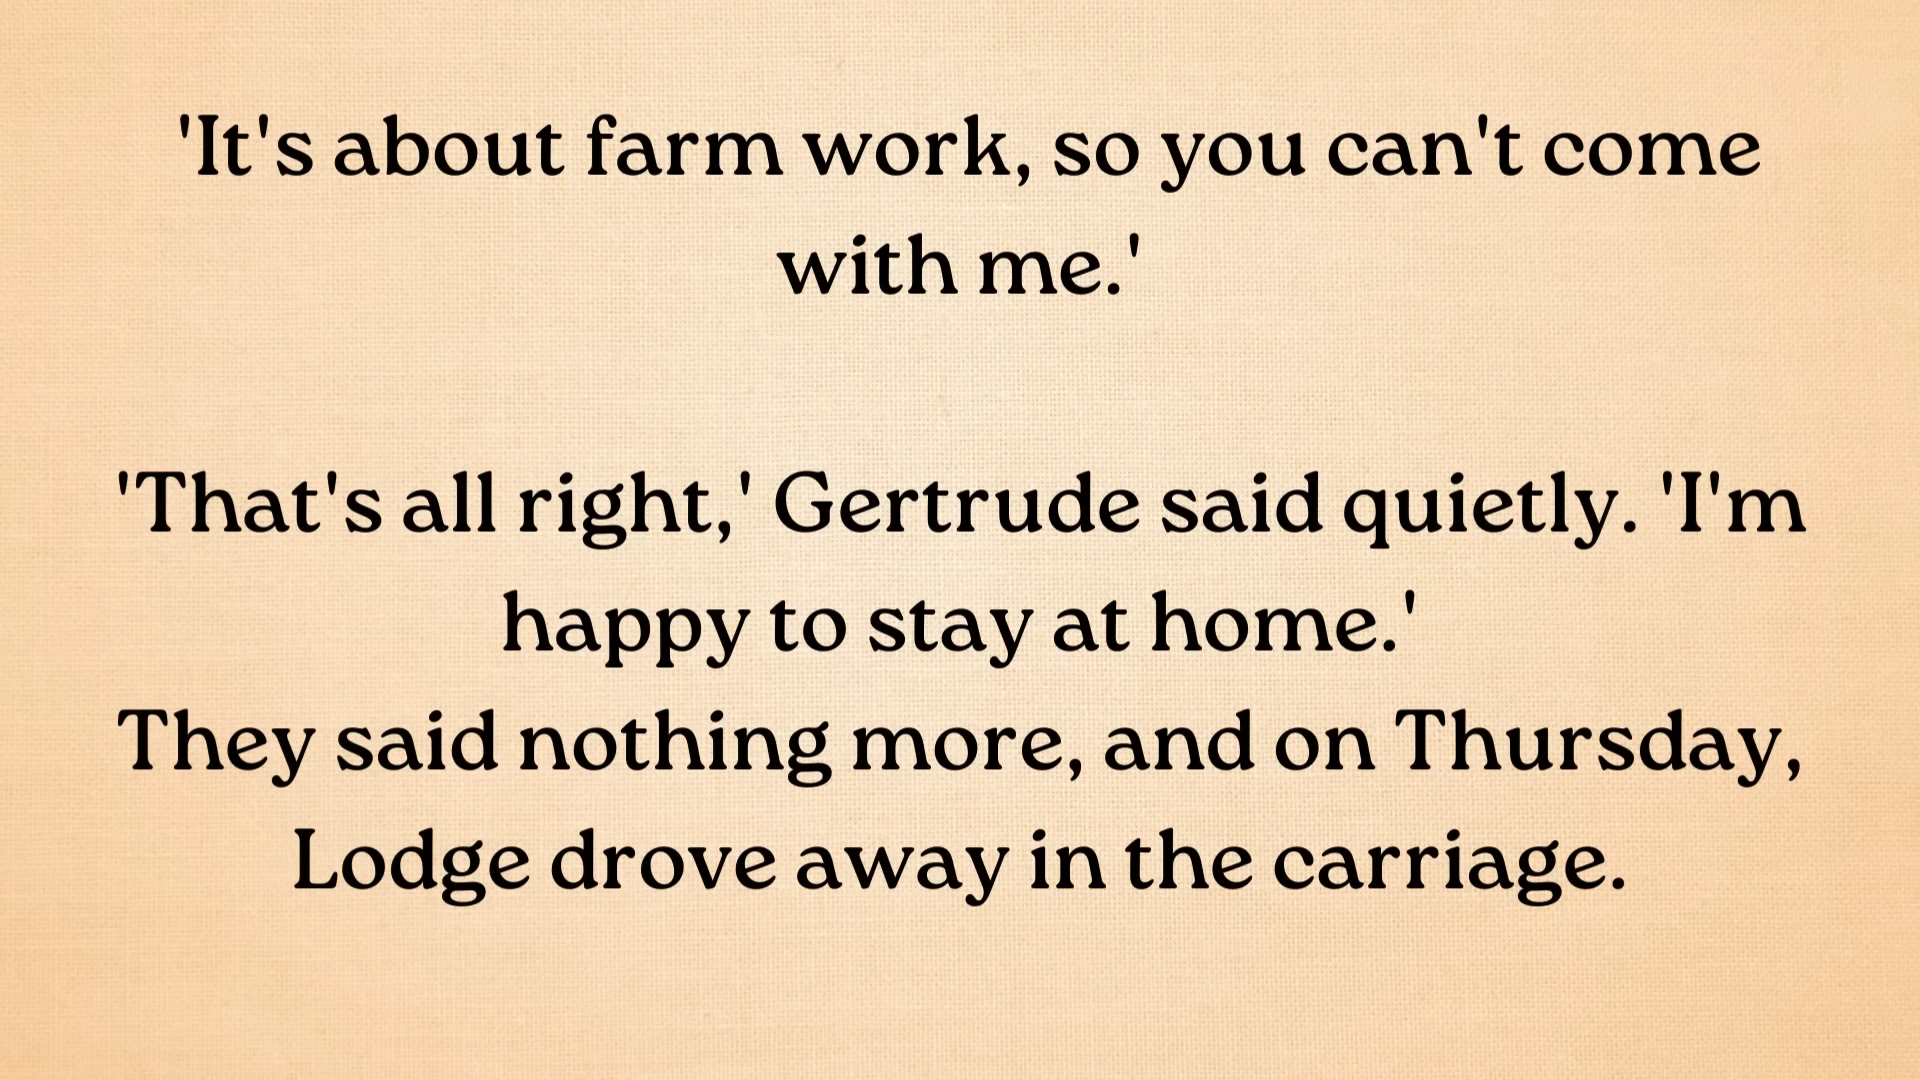 'It's about farm work, so you can't come
with me.'
'That's all right,' Gertrude said quietly. 'I'm
happy to stay at home.'
They said nothing more, and on Thursday,
Lodge drove away in the carriage.